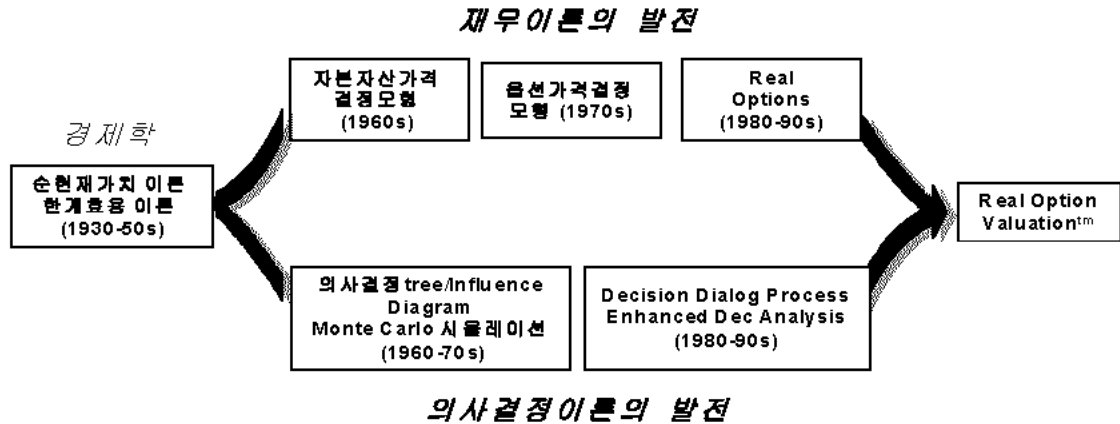 재무이론의 발전
자본자산가격
결정모형
(1960s)
옵션가격결정
모형 (1970s)
Real
Options
(1980-90s)
경제학
순현재가치 이론
한계효용 이론
(1930-50s)
Real Option
Valuation™
의사결정 tree/Influence
Diagram
Monte Carlo 시뮬레이션
(1960-70s)
Decision Dialog Process
Enhanced Dec Analysis
(1980-90s)
의사결정이론의 발전